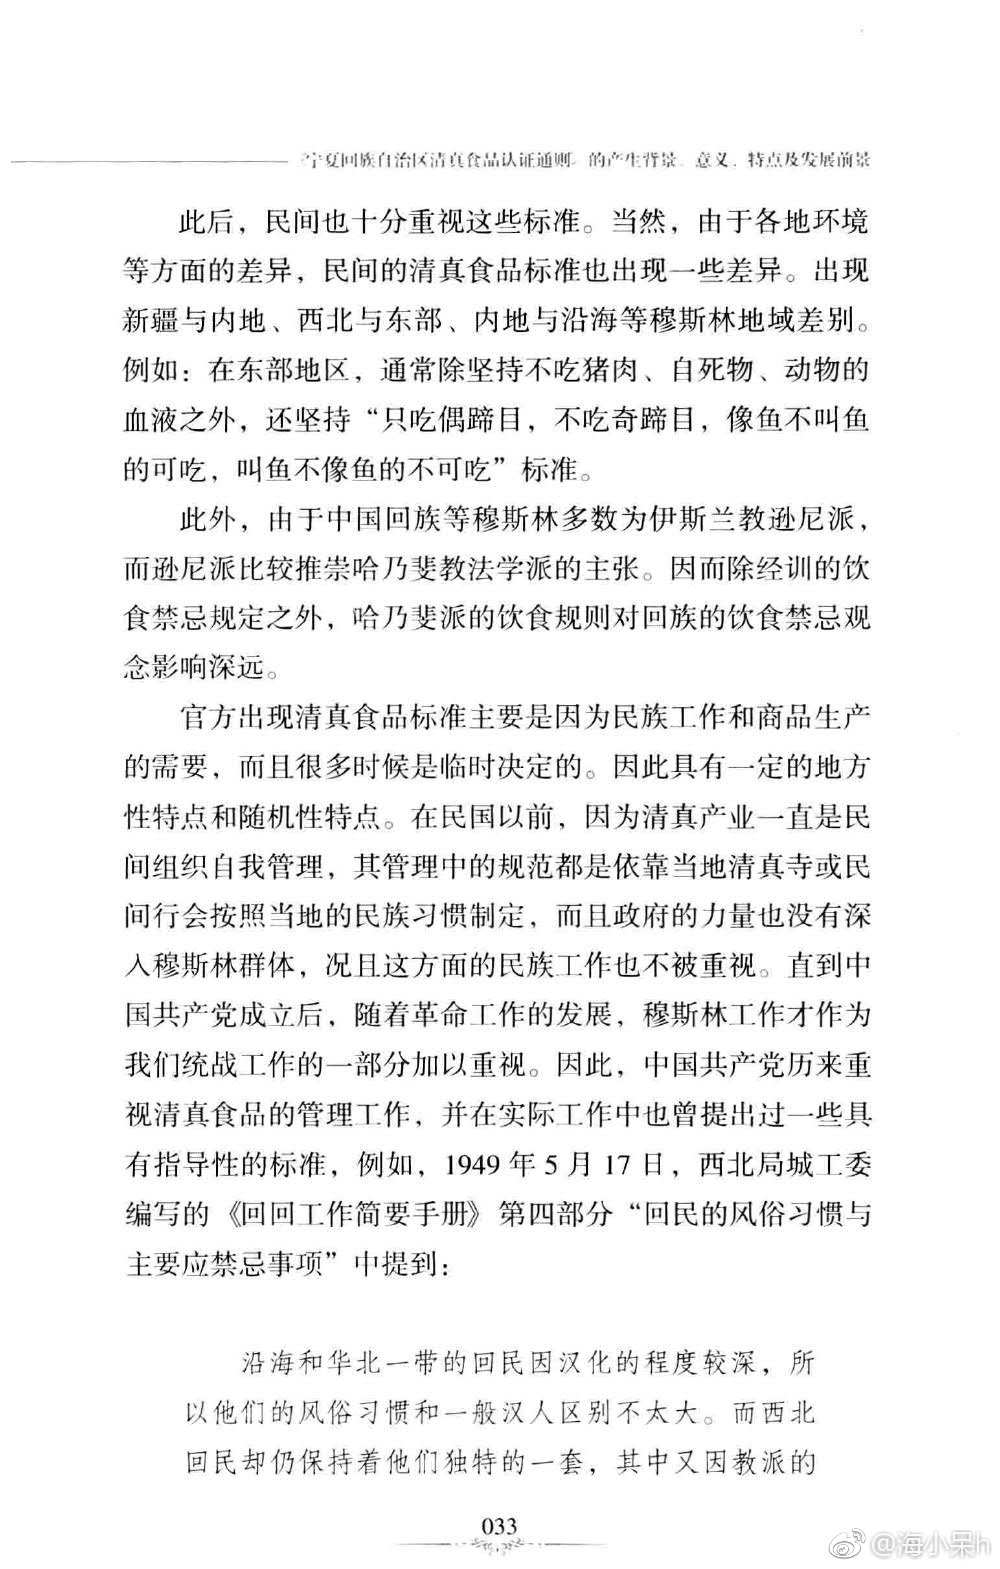 《宁夏回族自治区清真食品认证通则》的产生背景、意义、特点及发展前景
此后，民间也十分重视这些标准。当然，由于各地环境
等方面的差异，民间的清真食品标准也出现一些差异。出现
新疆与内地、西北与东部、内地与沿海等穆斯林地域差别。
例如：在东部地区，通常除坚持不吃猪肉、自死物、动物的
血液之外，还坚持“只吃偶蹄目，不吃奇蹄目，像鱼不叫鱼
的可吃，叫鱼不像鱼的不可吃”标准。
此外，由于中国回族等穆斯林多数为伊斯兰教逊尼派，
而逊尼派比较推崇哈乃斐教法学派的主张。因而除经训的饮
食禁忌规定之外，哈乃斐派的饮食规则对回族的饮食禁忌观
念影响深远。
官方出现清真食品标准主要是因为民族工作和商品生产
的需要，而且很多时候是临时决定的。因此具有一定的地方
性特点和随机性特点。在民国以前，因为清真产业一直是民
间组织自我管理，其管理中的规范都是依靠当地清真寺或民
间行会按照当地的民族习惯制定，而且政府的力量也没有深
入穆斯林群体，况且这方面的民族工作也不被重视。直到中
国共产党成立后，随着革命工作的发展，穆斯林工作才作为
我们统战工作的一部分加以重视。因此，中国共产党历来重
视清真食品的管理工作，并在实际工作中也曾提出过一些具
有指导性的标准，例如，1949 年 5 月 17 日，西北局城工委
编写的《回回工作简要手册》第四部分“回民的风俗习惯与
主要应禁忌事项”中提到：
沿海和华北一带的回民因汉化的程度较深，所
以他们的风俗习惯和一般汉人区别不太大。而西北
回民却仍保持着他们独特的一套，其中又因教派的
033
@海小呆h